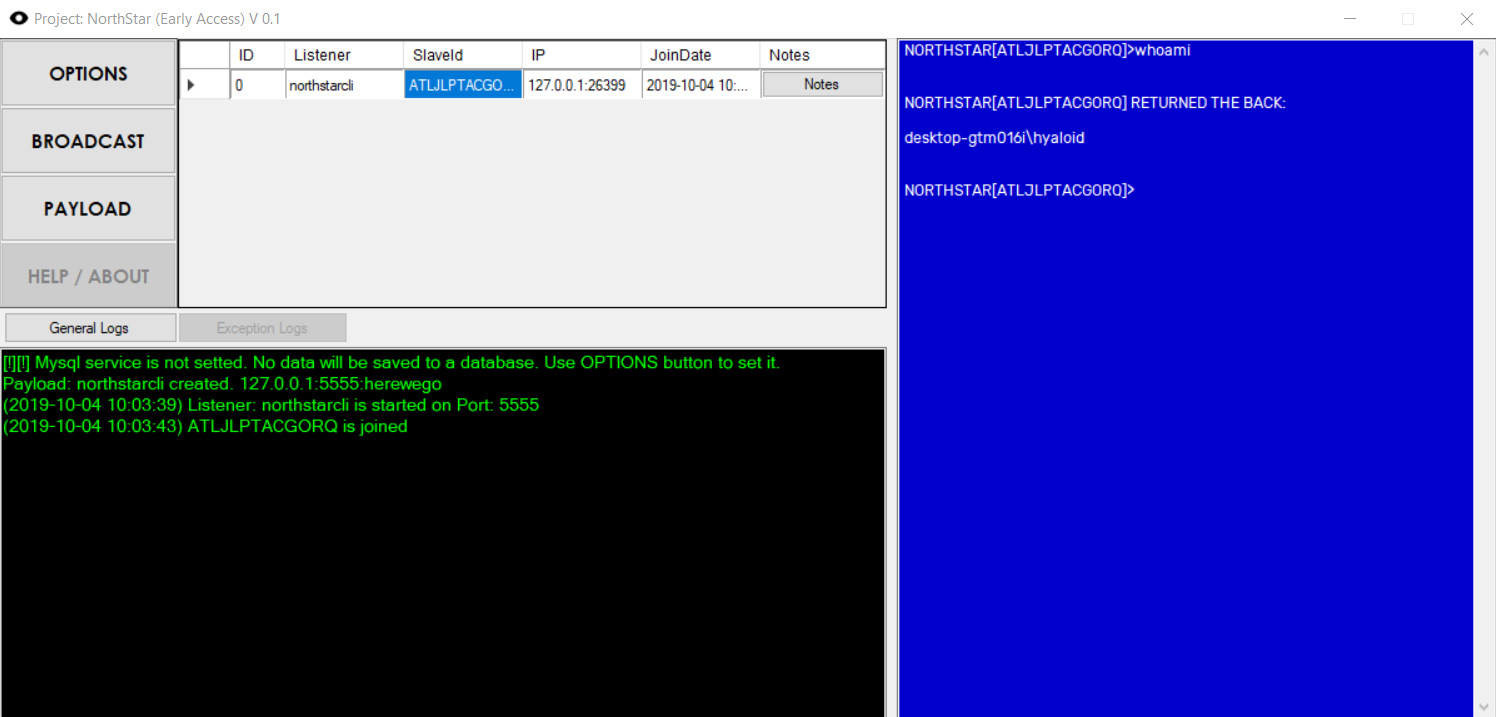 Project: NorthStar (Early Access) V 0.1
OPTIONS
BROADCAST
PAYLOAD
HELP / ABOUT
ID Listener SlaveId IP JoinDate Notes
0 northstarcli ATLJLPTACGO... 127.0.0.1:26399 2019-10-04 10:... Notes
General Logs Exception Logs
[!][!] Mysql service is not setted. No data will be saved to a database. Use OPTIONS button to set it.
Payload: northstarcli created. 127.0.0.1:5555:herewego
(2019-10-04 10:03:39) Listener: northstarcli is started on Port: 5555
(2019-10-04 10:03:43) ATLJLPTACGORQ is joined
NORTHSTAR[ATLJLPTACGORQ]>whoami
NORTHSTAR[ATLJLPTACGORQ] RETURNED THE BACK:
desktop-gtm016i\hyaloid
NORTHSTAR[ATLJLPTACGORQ]>